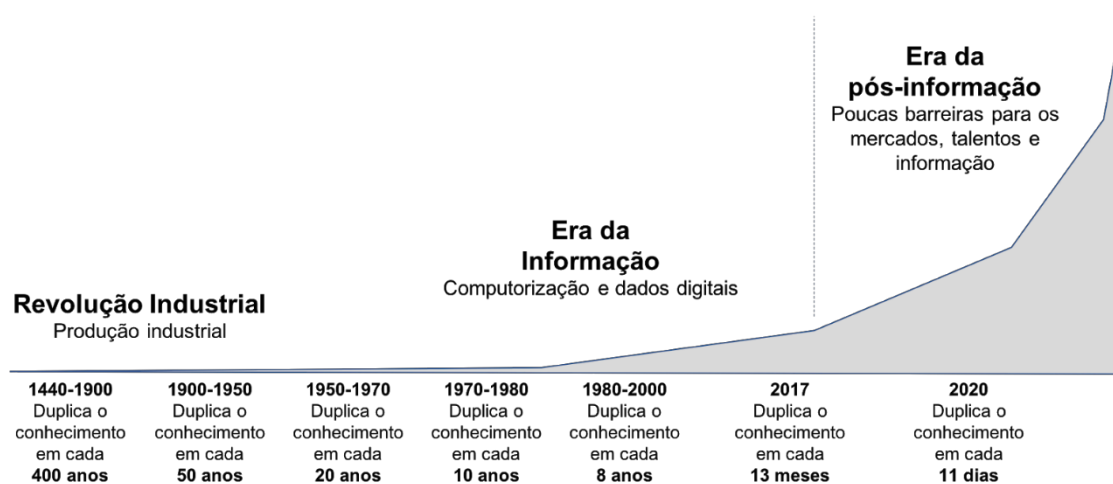 Era da
pós-informação
Poucas barreiras para os
mercados, talentos e
informação
Era da
Informação
Computorização e dados digitais
Revolução Industrial
Produção industrial
1440-1900
Duplica o
conhecimento
em cada
400 anos
1900-1950
Duplica o
conhecimento
em cada
50 anos
1950-1970
Duplica o
conhecimento
em cada
20 anos
1970-1980
Duplica o
conhecimento
em cada
10 anos
1980-2000
Duplica o
conhecimento
em cada
8 anos
2017
Duplica o
conhecimento
em cada
13 meses
2020
Duplica o
conhecimento
em cada
11 dias